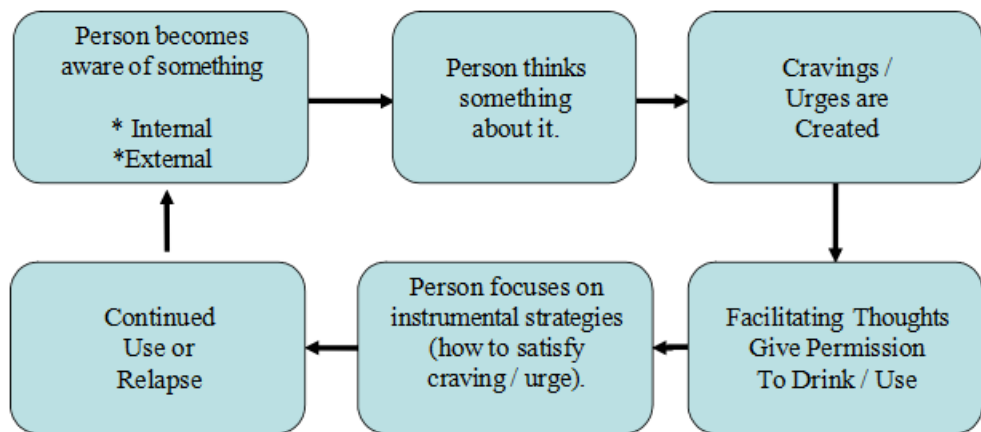 Person becomes
aware of something
* Internal
*External
Person thinks
something
about it.
Cravings /
Urges are
Created
Facilitating Thoughts
Give Permission
To Drink / Use
Person focuses on
instrumental strategies
(how to satisfy
craving / urge).
Continued
Use or
Relapse